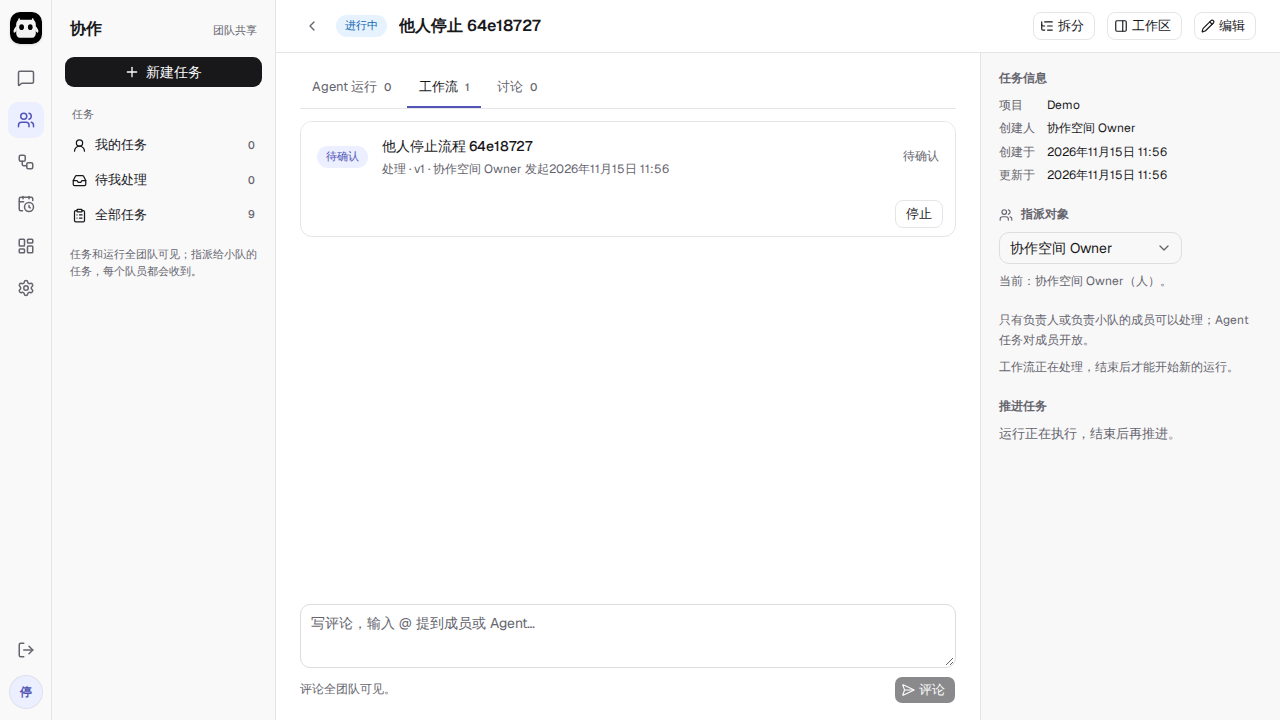 协作
团队共享
新建任务
任务
我的任务 0
待我处理 0
全部任务 9
任务和运行全团队可见；指派给小队的
任务，每个队员都会收到。
停
进行中 他人停止 64e18727
拆分 工作区 编辑
Agent 运行 0 工作流 1 讨论 0
待确认
他人停止流程 64e18727
处理 · v1 · 协作空间 Owner 发起2026年11月15日 11:56
待确认
停止
写评论，输入 @ 提到成员或 Agent…
评论全团队可见。
评论
任务信息
项目 Demo
创建人 协作空间 Owner
创建于 2026年11月15日 11:56
更新于 2026年11月15日 11:56
指派对象
协作空间 Owner
当前：协作空间 Owner（人）。
只有负责人或负责小队的成员可以处理；Agent
任务对成员开放。
工作流正在处理，结束后才能开始新的运行。
推进任务
运行正在执行，结束后再推进。